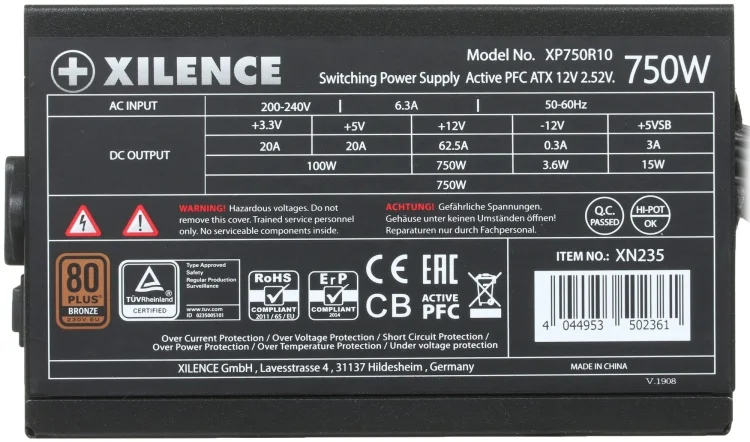 XILENCE
Model No. XP750R10
Switching Power Supply Active PFC ATX 12V 2.52V. 750W
AC INPUT 200-240V 6.3A 50-60Hz
DC OUTPUT
+3.3V +5V +12V -12V +5VSB
20A 20A 62.5A 0.3A 3A
100W 750W 3.6W 15W
750W
WARNING! Hazardous voltages. Do not
remove this cover. Trained service personnel
only. No serviceable components inside.
ACHTUNG! Gefährliche Spannungen.
Gehäuse unter keinen Umständen öffnen!
Reparaturen nur durch Fachpersonal.
Q.C.
PASSED
HI-POT
OK
80
PLUS
BRONZE
230V EU
TÜVRheinland
CERTIFIED
Type Approved
Safety
Regular Production
Surveillance
www.tuv.com
ID 0235005101
RoHS
COMPLIANT
2011 / 65 / EU
ErP
COMPLIANT
2014
CE EAC
CB ACTIVE
PFC
ITEM NO.: XN235
4 044953 502361
Over Current Protection / Over Voltage Protection / Short Circuit Protection /
Over Power Protection / Over Temperature Protection / Under voltage protection
XILENCE GmbH , Lavesstrasse 4 , 31137 Hildesheim , Germany
MADE IN CHINA
V.1908